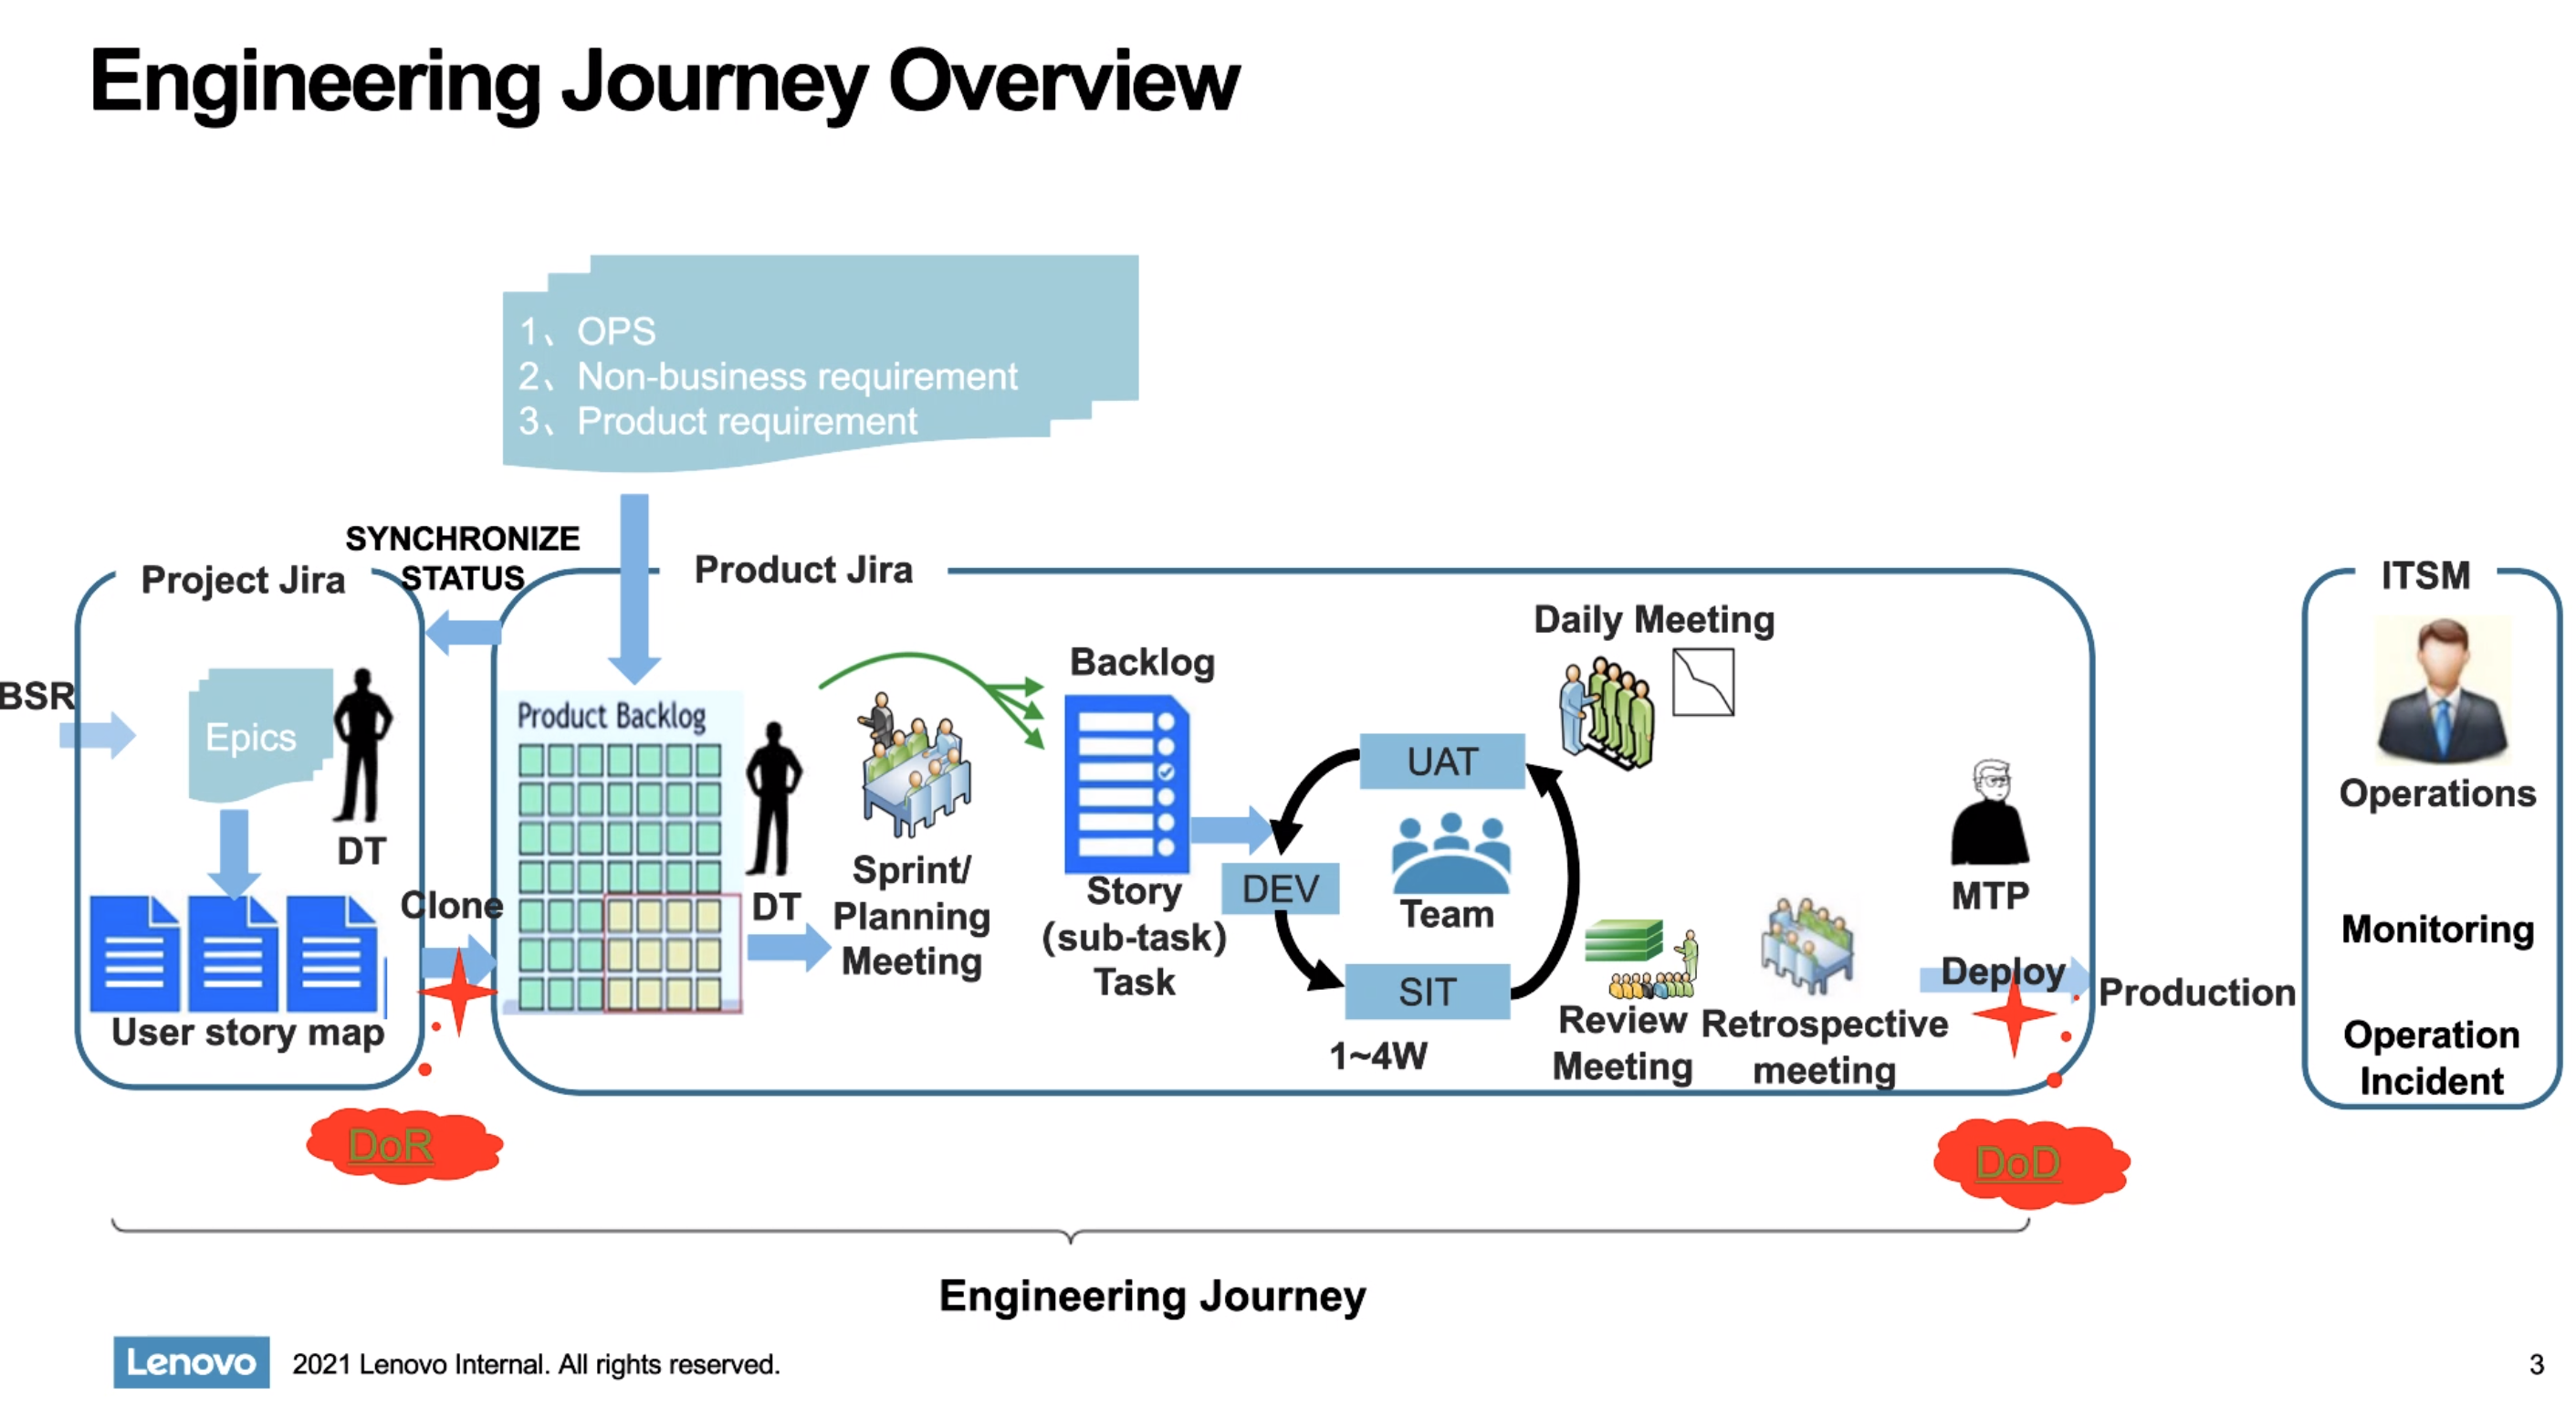 Engineering Journey Overview
1、OPS
2、Non-business requirement
3、Product requirement
SYNCHRONIZE
STATUS
Project Jira
Product Jira
ITSM
BSR
Epics
DT
User story map
Clone
Product Backlog
DT
Sprint/
Planning
Meeting
Backlog
Story
(sub-task)
Task
UAT
DEV
Team
SIT
1~4W
Daily Meeting
Review
Meeting
Retrospective
meeting
MTP
Deploy
Production
Operations
Monitoring
Operation
Incident
DoR
DoD
Engineering Journey
Lenovo
2021 Lenovo Internal. All rights reserved.
3